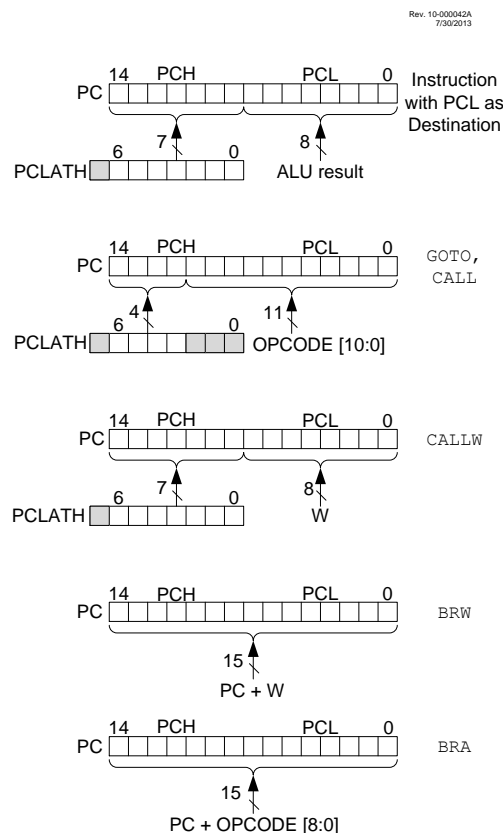 Rev. 10-000042A
7/30/2013
14 PCH PCL 0
PC
Instruction
with PCL as
Destination
7 8
6 0
PCLATH
ALU result
14 PCH PCL 0
PC
GOTO,
CALL
4 11
6 0
PCLATH
OPCODE [10:0]
14 PCH PCL 0
PC
CALLW
7 8
6 0
PCLATH
W
14 PCH PCL 0
PC
BRW
15
PC + W
14 PCH PCL 0
PC
BRA
15
PC + OPCODE [8:0]